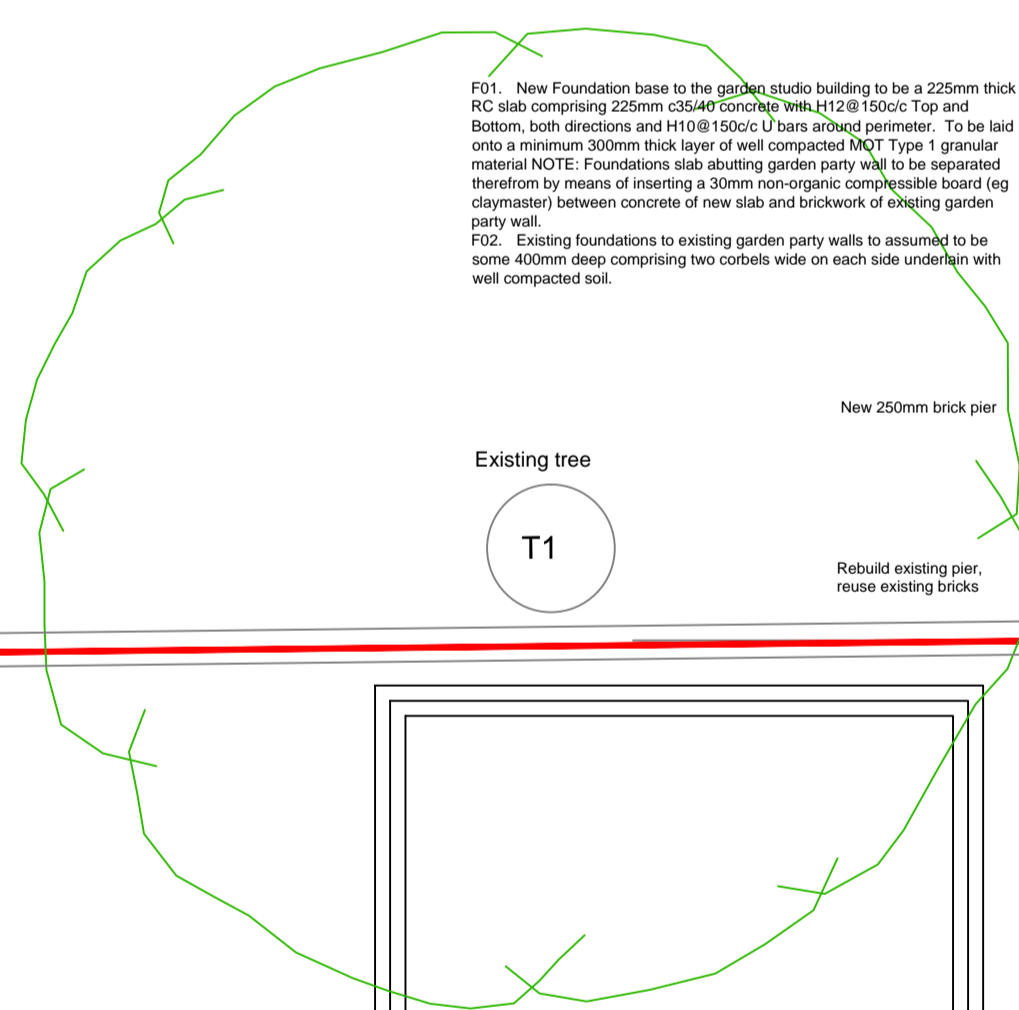 F01. New Foundation base to the garden studio building to be a 225mm thick
RC slab comprising 225mm c35/40 concrete with H12@150c/c Top and
Bottom, both directions and H10@150c/c U bars around perimeter. To be laid
onto a minimum 300mm thick layer of well compacted MOT Type 1 granular
material NOTE: Foundations slab abutting garden party wall to be separated
therefrom by means of inserting a 30mm non-organic compressible board (eg
claymaster) between concrete of new slab and brickwork of existing garden
party wall.
F02. Existing foundations to existing garden party walls to assumed to be
some 400mm deep comprising two corbels wide on each side underlain with
well compacted soil.
New 250mm brick pier
Existing tree
T1
Rebuild existing pier,
reuse existing bricks